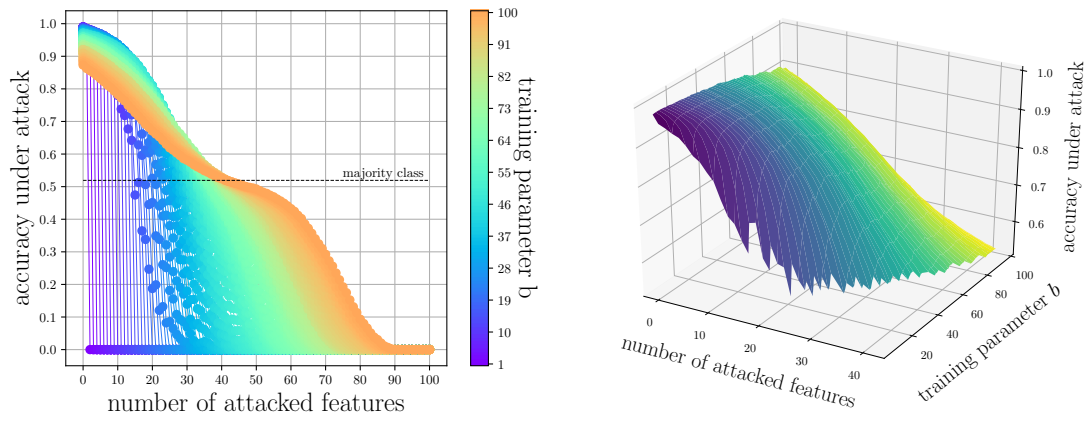 accuracy under attack
1.0
0.9
0.8
0.7
0.6
0.5
0.4
0.3
0.2
0.1
0.0
majority class
0 10 20 30 40 50 60 70 80 90 100
number of attacked features
100
91
82
73
64
55
46
37
28
19
10
1
training parameter b
1.0
0.9
0.8
0.7
0.6
accuracy under attack
0 10 20 30 40
number of attacked features
20 40 60 80 100
training parameter b